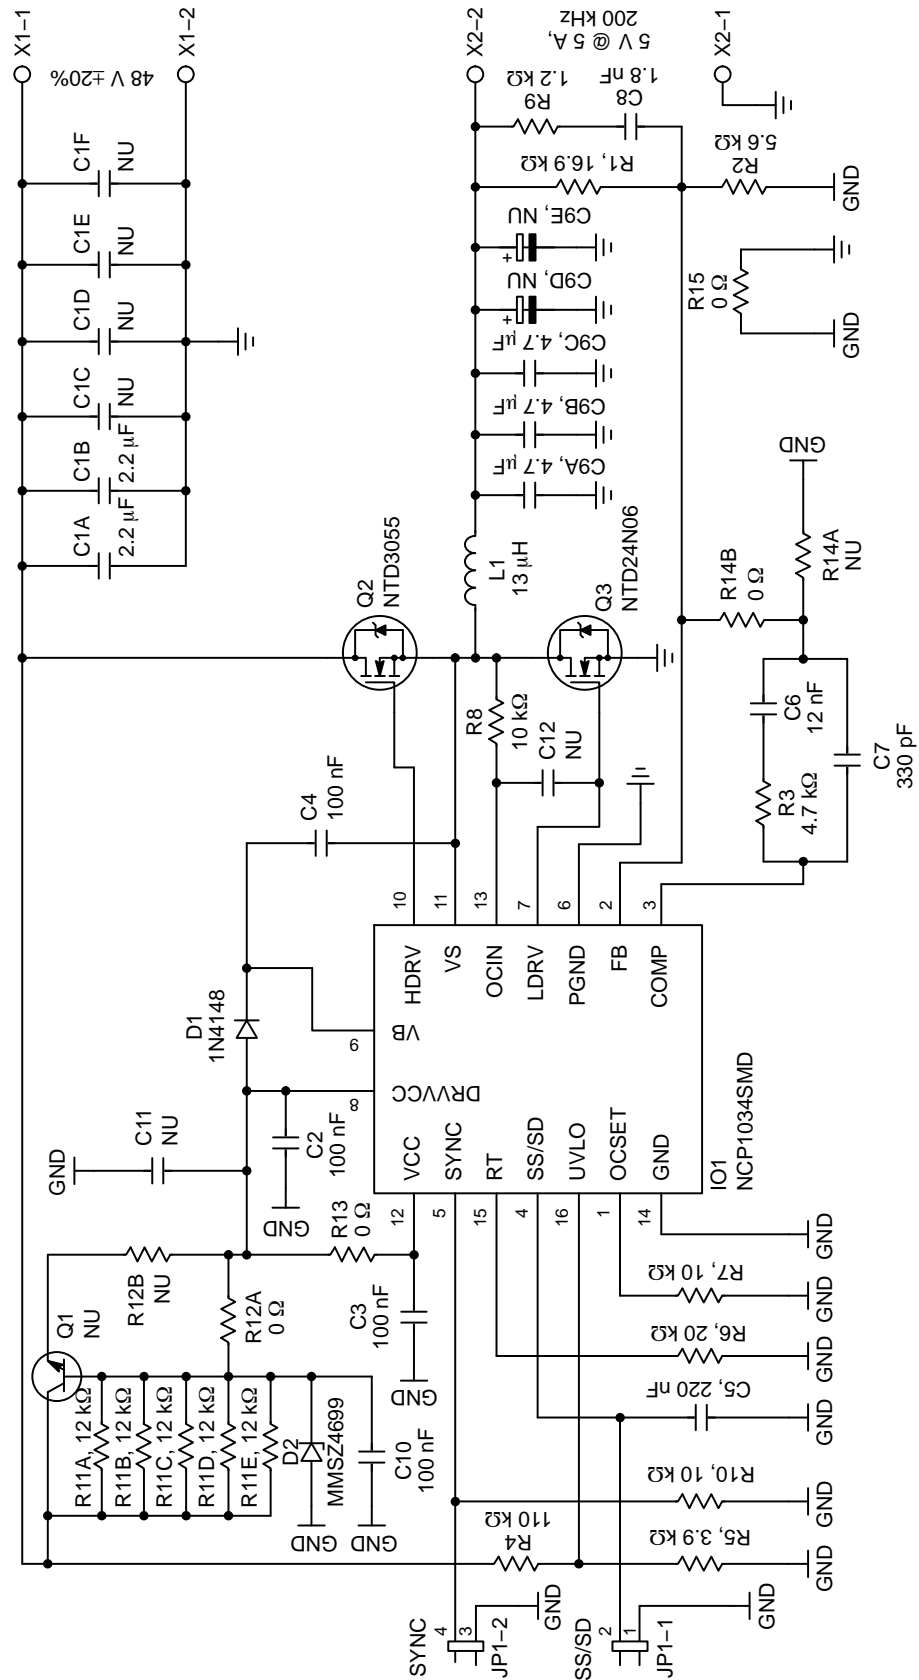 X1–1
48 V ±20%
X1–2
C1F
NU
C1E
NU
C1D
NU
C1C
NU
C1B
2.2 µF
C1A
2.2 µF
X2–2
5 V @ 5 A,
200 kHz
X2–1
R9
1.2 kΩ
C8
1.8 nF
R1, 16.9 kΩ
R2
5.6 kΩ
GND
C9E, NU
+
C9D, NU
+
C9C, 4.7 µF
C9B, 4.7 µF
C9A, 4.7 µF
R15
0 Ω
GND
L1
13 µH
Q2
NTD3055
Q3
NTD24N06
R14B
0 Ω
R14A
NU
GND
C6
12 nF
R3
4.7 kΩ
C7
330 pF
R8
10 kΩ
C12
NU
C4
100 nF
D1
1N4148
C11
NU
GND
C2
100 nF
GND
R13
0 Ω
C3
100 nF
GND
R12B
NU
R12A
0 Ω
Q1
NU
R11A, 12 kΩ
R11B, 12 kΩ
R11C, 12 kΩ
R11D, 12 kΩ
R11E, 12 kΩ
D2
MMSZ4699
GND
C10
100 nF
GND
10
HDRV
11
VS
13
OCIN
7
LDRV
6
PGND
2
FB
3
COMP
9
VB
8
DRVVCC
12
VCC
5
SYNC
15
RT
4
SS/SD
16
UVLO
1
OCSET
14
GND
IO1
NCP1034SMD
GND
R7, 10 kΩ
GND
R6, 20 kΩ
GND
C5, 220 nF
GND
R10, 10 kΩ
GND
R4
110 kΩ
R5, 3.9 kΩ
GND
SYNC
4
3
JP1–2
GND
SS/SD
2
1
JP1–1
GND